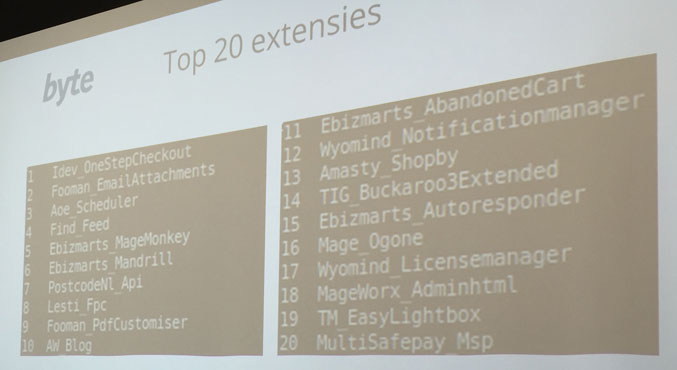 byte
Top 20 extensies
1 Idev_OneStepCheckout
2 Fooman_EmailAttachments
3 Aoe_Scheduler
4 Find_Feed
5 Ebizmarts_MageMonkey
6 Ebizmarts_Mandrill
7 PostcodeNl_Api
8 Lesti_Fpc
9 Fooman_PdfCustomiser
10 AW_Blog
11 Ebizmarts_AbandonedCart
12 Wyomind_Notificationmanager
13 Amasty_Shopby
14 TIG_Buckaroo3Extended
15 Ebizmarts_Autoresponder
16 Mage_Ogone
17 Wyomind_Licensemanager
18 MageWorx_Adminhtml
19 TM_EasyLightbox
20 MultiSafepay_Msp